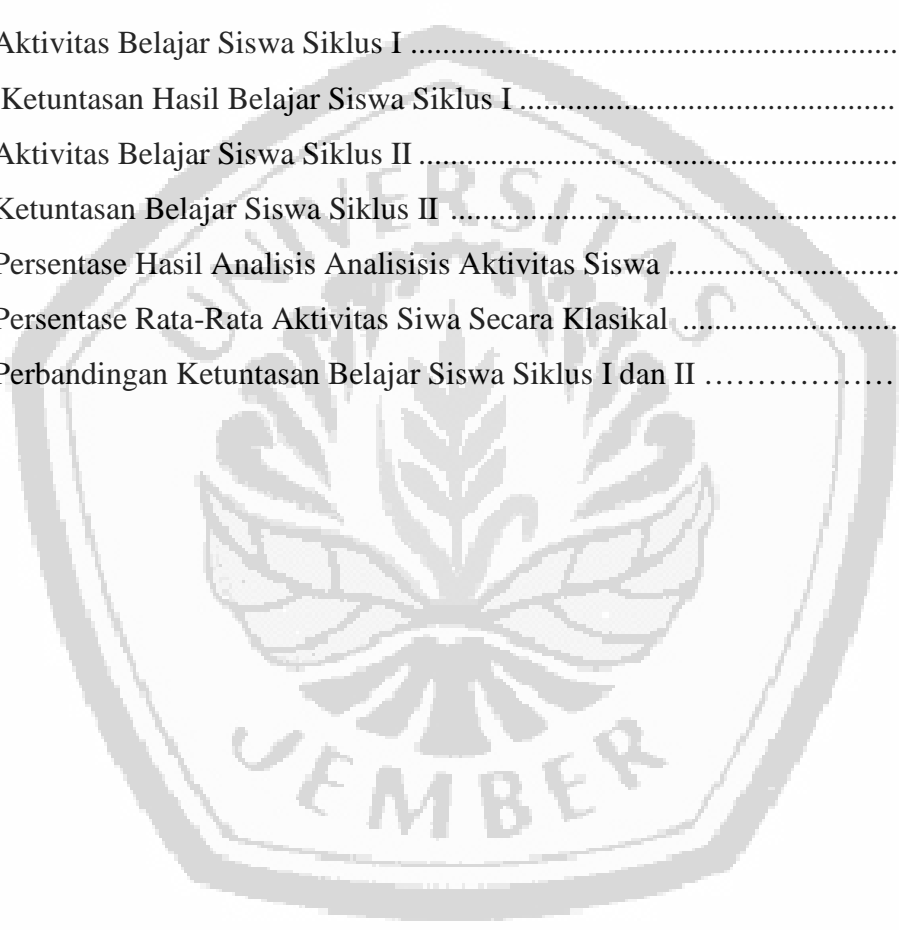 Aktivitas Belajar Siswa Siklus I ..............................................................
Ketuntasan Hasil Belajar Siswa Siklus I ................................................
Aktivitas Belajar Siswa Siklus II .............................................................
Ketuntasan Belajar Siswa Siklus II .........................................................
Persentase Hasil Analisis Analisisis Aktivitas Siswa .............................
Persentase Rata-Rata Aktivitas Siwa Secara Klasikal ...........................
Perbandingan Ketuntasan Belajar Siswa Siklus I dan II ………………
UNIVERSITAS
JEMBER